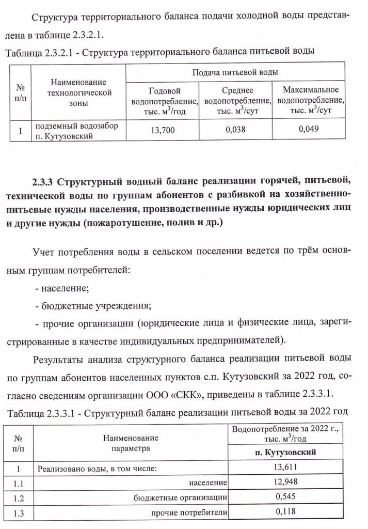 Структура территориального баланса подачи холодной воды представ-
лена в таблице 2.3.2.1.
Таблица 2.3.2.1 - Структура территориального баланса питьевой воды
№ п/п
Наименование технологической зоны
Подача питьевой воды
Годовой водопотребление, тыс. м³/год
Среднее водопотребление, тыс. м³/сут
Максимальное водопотребление, тыс. м³/сут
I
подземный водозабор п. Кутузовский
13,700
0,038
0,049
2.3.3 Структурный водный баланс реализации горячей, питьевой,
технической воды по группам абонентов с разбивкой на хозяйственно-
питьевые нужды населения, производственные нужды юридических лиц
и другие нужды (пожаротушение, полив и др.)
Учет потребления воды в сельском поселении ведется по трём основ-
ным группам потребителей:
- население;
- бюджетные учреждения;
- прочие организации (юридические лица и физические лица, зареги-
стрированные в качестве индивидуальных предпринимателей).
Результаты анализа структурного баланса реализации питьевой воды
по группам абонентов населенных пунктов с.п. Кутузовский за 2022 год, со-
гласно сведениям организации ООО «СКК», приведены в таблице 2.3.3.1.
Таблица 2.3.3.1 - Структурный баланс реализации питьевой воды за 2022 год
№ п/п
Наименование параметра
Водопотребление за 2022 г., тыс. м³/год
п. Кутузовский
I Реализовано воды, в том числе: 13,611
1.1 население 12,948
1.2 бюджетные организации 0,545
1.3 прочие потребители 0,118